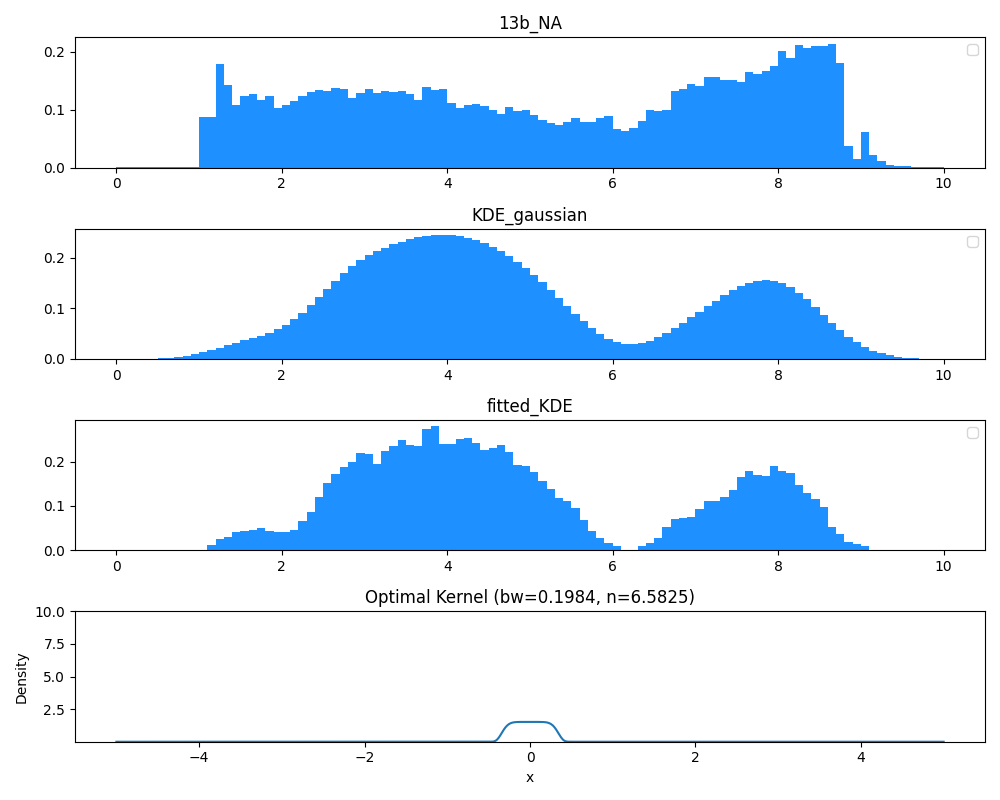 13b_NA
0.2
0.1
0.0
0 2 4 6 8 10
KDE_gaussian
0.2
0.1
0.0
0 2 4 6 8 10
fitted_KDE
0.2
0.1
0.0
0 2 4 6 8 10
Optimal Kernel (bw=0.1984, n=6.5825)
10.0
7.5
5.0
2.5
Density
−4 −2 0 2 4
x